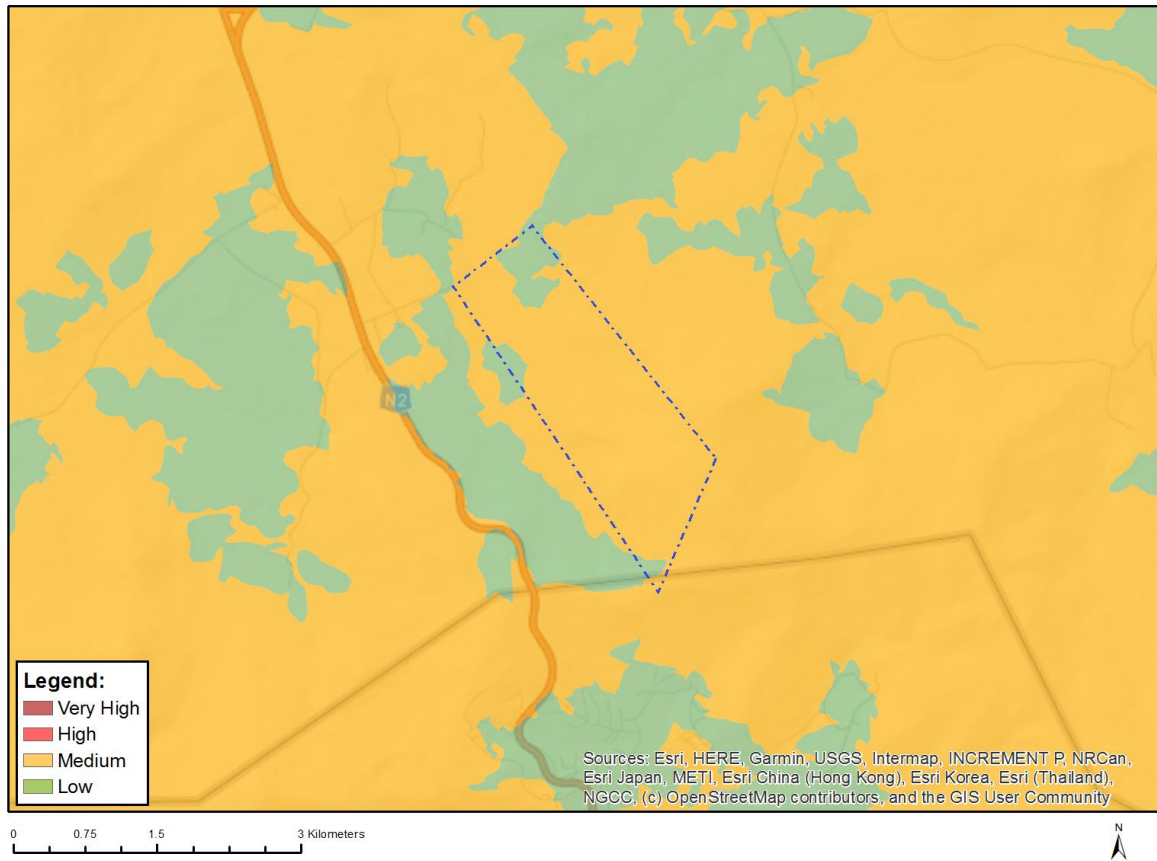 N2
Legend:
Very High
High
Medium
Low
Sources: Esri, HERE, Garmin, USGS, Intermap, INCREMENT P, NRCan,
Esri Japan, METI, Esri China (Hong Kong), Esri Korea, Esri (Thailand),
NGCC, (c) OpenStreetMap contributors, and the GIS User Community
0 0.75 1.5 3 Kilometers
N